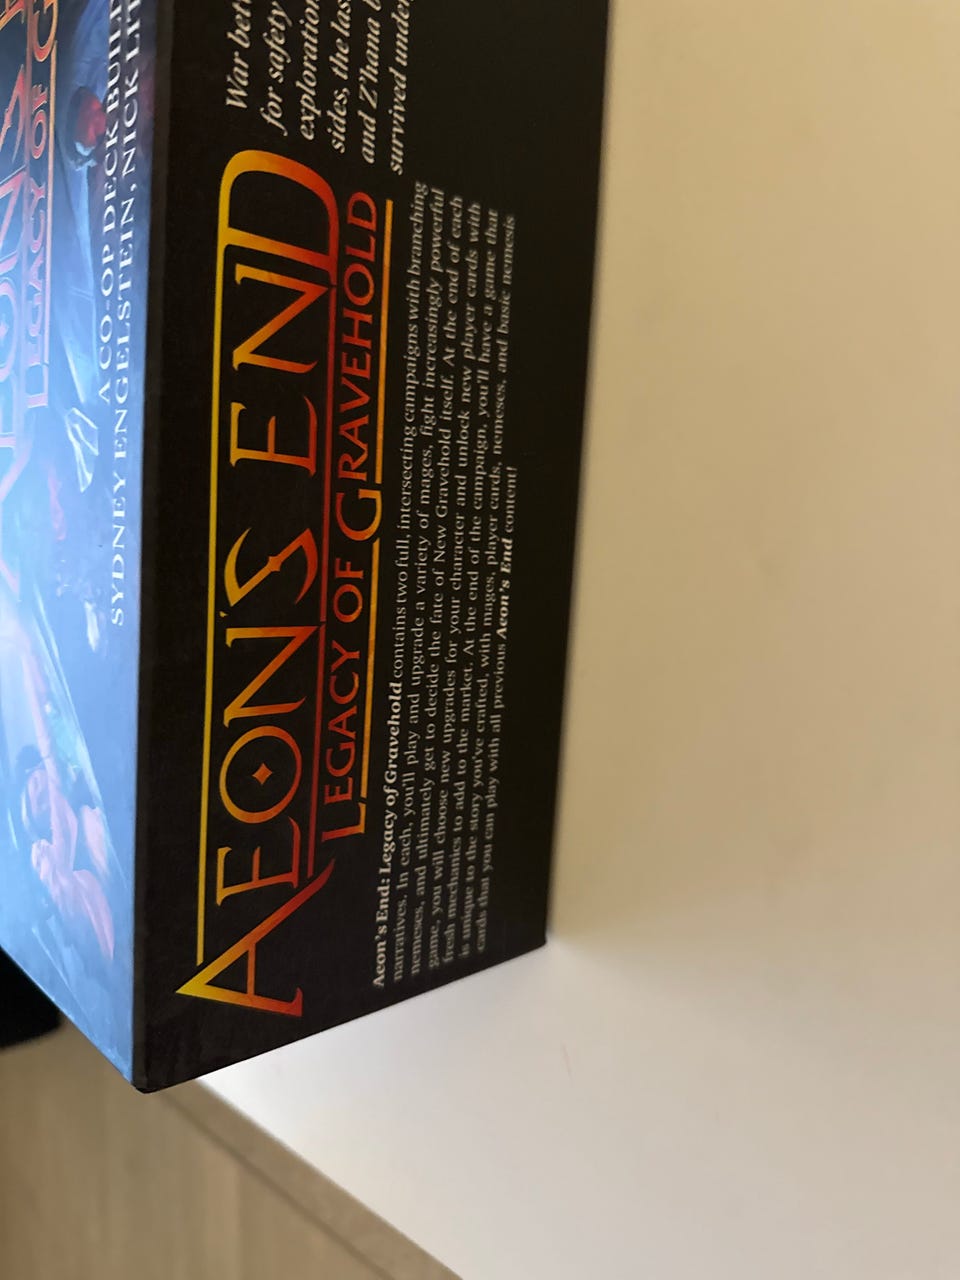 AEON'S END
LEGACY OF GRAVEHOLD
A CO-OP DECK
SYDNEY ENGELSTEIN, NICK
AEON'S END
LEGACY OF GRAVEHOLD
Aeon's End: Legacy of Gravehold contains two full, intersecting campaigns with branching
narratives. In each, you'll play and upgrade a variety of mages, fight increasingly powerful
nemeses, and ultimately get to decide the fate of New Gravehold itself. At the end of each
game, you will choose new upgrades for your character and unlock new player cards with
fresh mechanics to add to the market. At the end of the campaign, you'll have a game that
is unique to the story you've crafted, with mages, player cards, nemeses, and basic nemesis
cards that you can play with all previous Aeon's End content!
War
for safety
sides, the
and Z'hana
survived